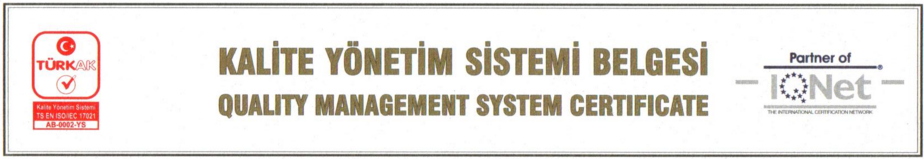 TÜRKAK
Kalite Yönetim Sistemi
TS EN ISO/IEC 17021
AB-0002-YS
KALİTE YÖNETİM SİSTEMİ BELGESİ
QUALITY MANAGEMENT SYSTEM CERTIFICATE
Partner of
IQNet
THE INTERNATIONAL CERTIFICATION NETWORK